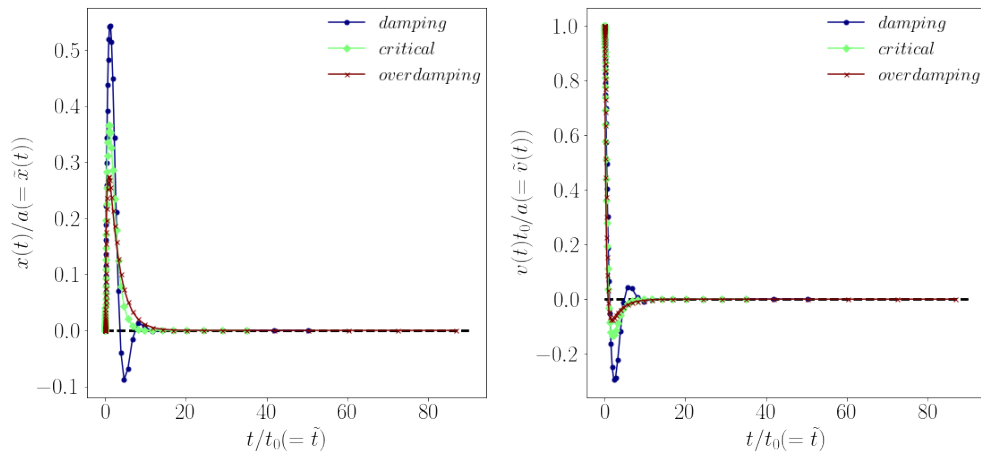 damping
critical
overdamping
0.5
0.4
0.3
0.2
0.1
0.0
−0.1
x(t)/a(= x̃(t))
0 20 40 60 80
t/t₀(= t̃)
damping
critical
overdamping
1.0
0.8
0.6
0.4
0.2
0.0
−0.2
v(t)t₀/a(= ṽ(t))
0 20 40 60 80
t/t₀(= t̃)